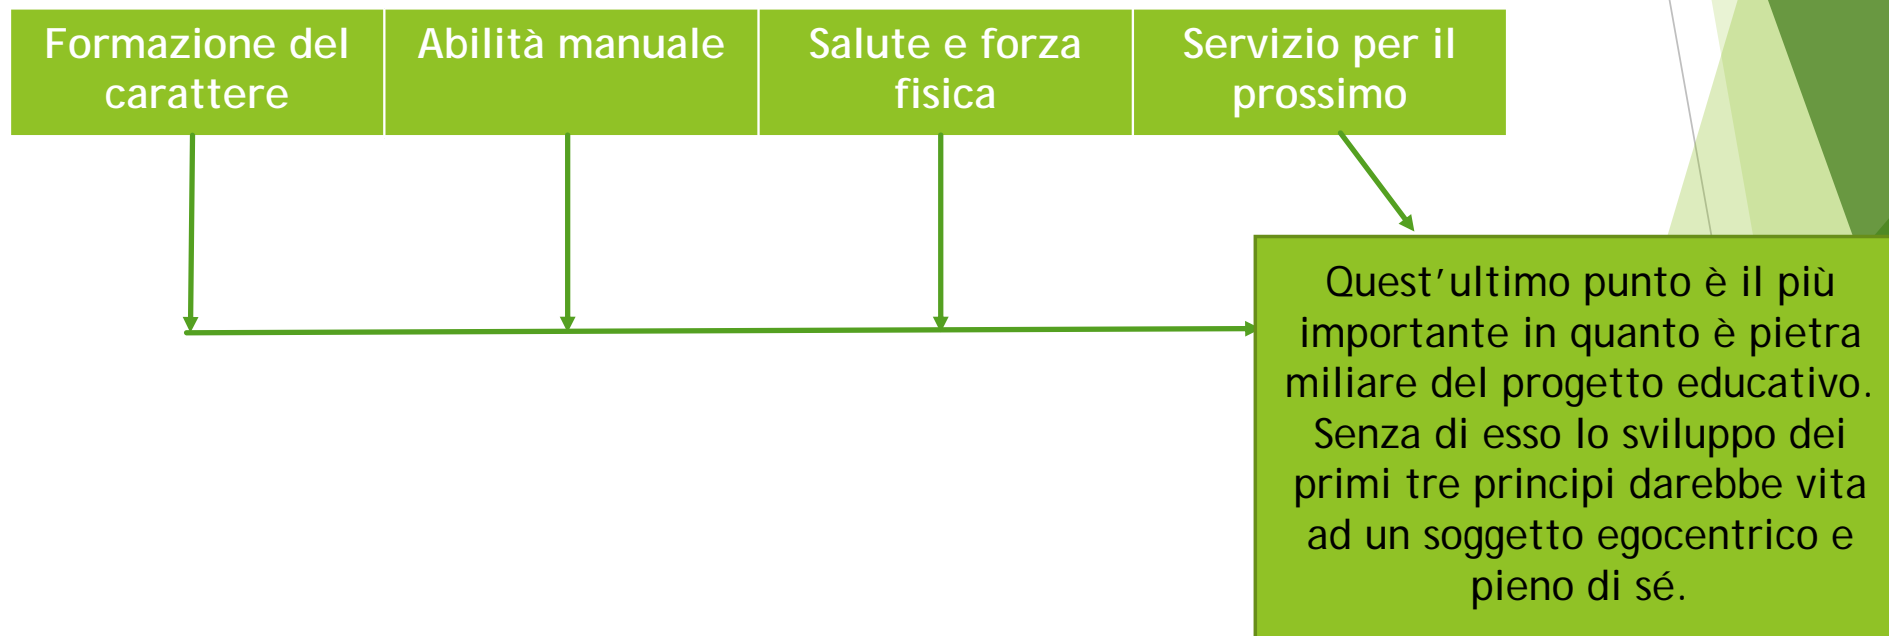 Formazione del
carattere
Abilità manuale
Salute e forza
fisica
Servizio per il
prossimo
Quest’ultimo punto è il più
importante in quanto è pietra
miliare del progetto educativo.
Senza di esso lo sviluppo dei
primi tre principi darebbe vita
ad un soggetto egocentrico e
pieno di sé.